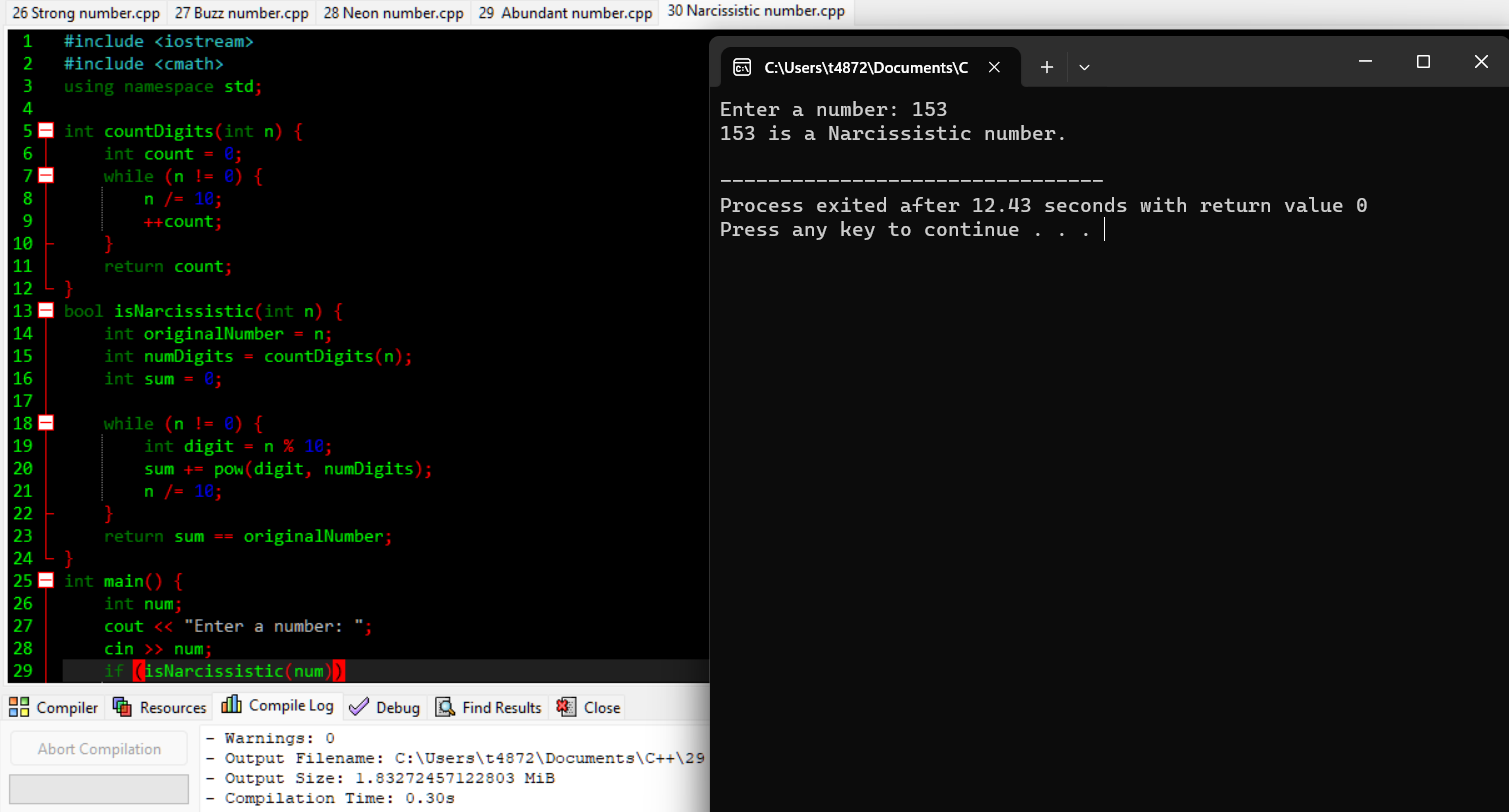 26 Strong number.cpp 27 Buzz number.cpp 28 Neon number.cpp 29 Abundant number.cpp 30 Narcissistic number.cpp
1 #include <iostream>
2 #include <cmath>
3 using namespace std;
4
5 int countDigits(int n) {
6 int count = 0;
7 while (n != 0) {
8 n /= 10;
9 ++count;
10 }
11 return count;
12 }
13 bool isNarcissistic(int n) {
14 int originalNumber = n;
15 int numDigits = countDigits(n);
16 int sum = 0;
17
18 while (n != 0) {
19 int digit = n % 10;
20 sum += pow(digit, numDigits);
21 n /= 10;
22 }
23 return sum == originalNumber;
24 }
25 int main() {
26 int num;
27 cout << "Enter a number: ";
28 cin >> num;
29 if (isNarcissistic(num))
Compiler Resources Compile Log Debug Find Results Close
Abort Compilation
- Warnings: 0
- Output Filename: C:\Users\t4872\Documents\C++\29
- Output Size: 1.83272457122803 MiB
- Compilation Time: 0.30s
C:\Users\t4872\Documents\C
Enter a number: 153
153 is a Narcissistic number.
--------------------------------
Process exited after 12.43 seconds with return value 0
Press any key to continue . . .